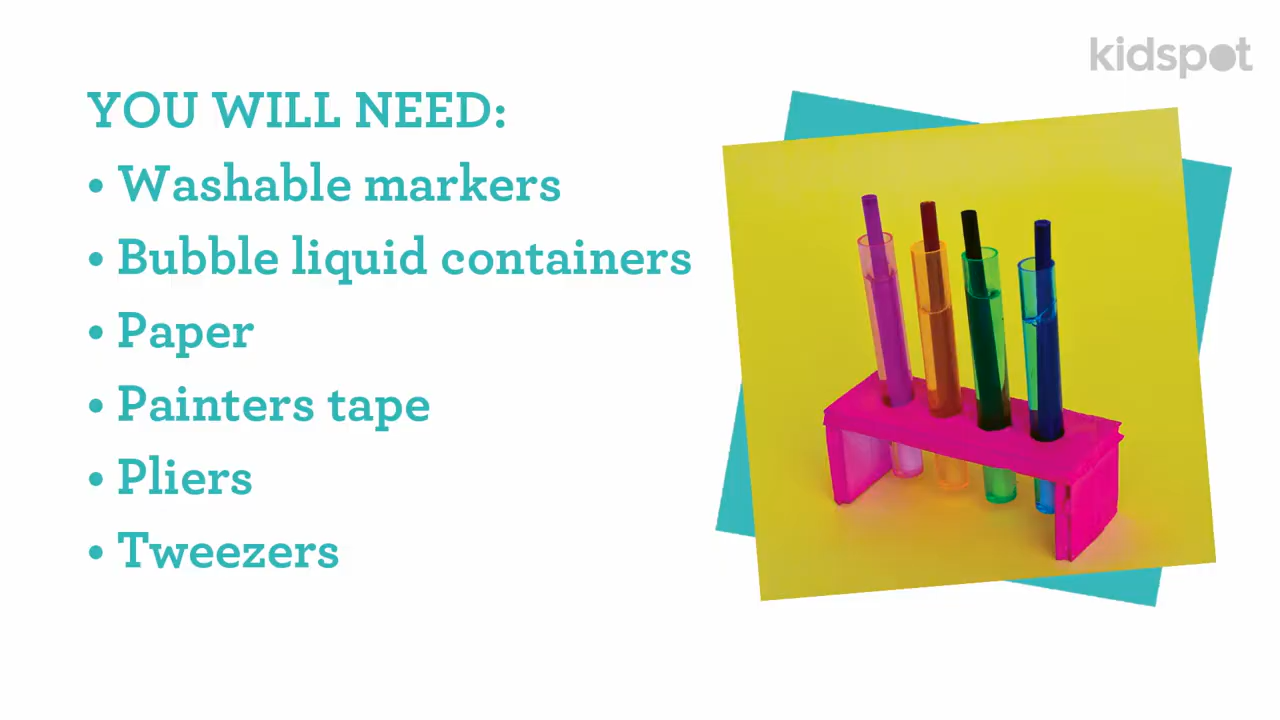 kidspot
YOU WILL NEED:
• Washable markers
• Bubble liquid containers
• Paper
• Painters tape
• Pliers
• Tweezers